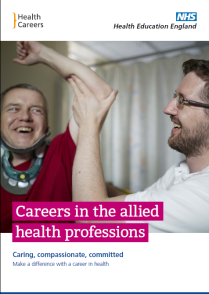 Health
Careers
NHS
Health Education England
Careers in the allied
health professions
Caring, compassionate, committed
Make a difference with a career in health